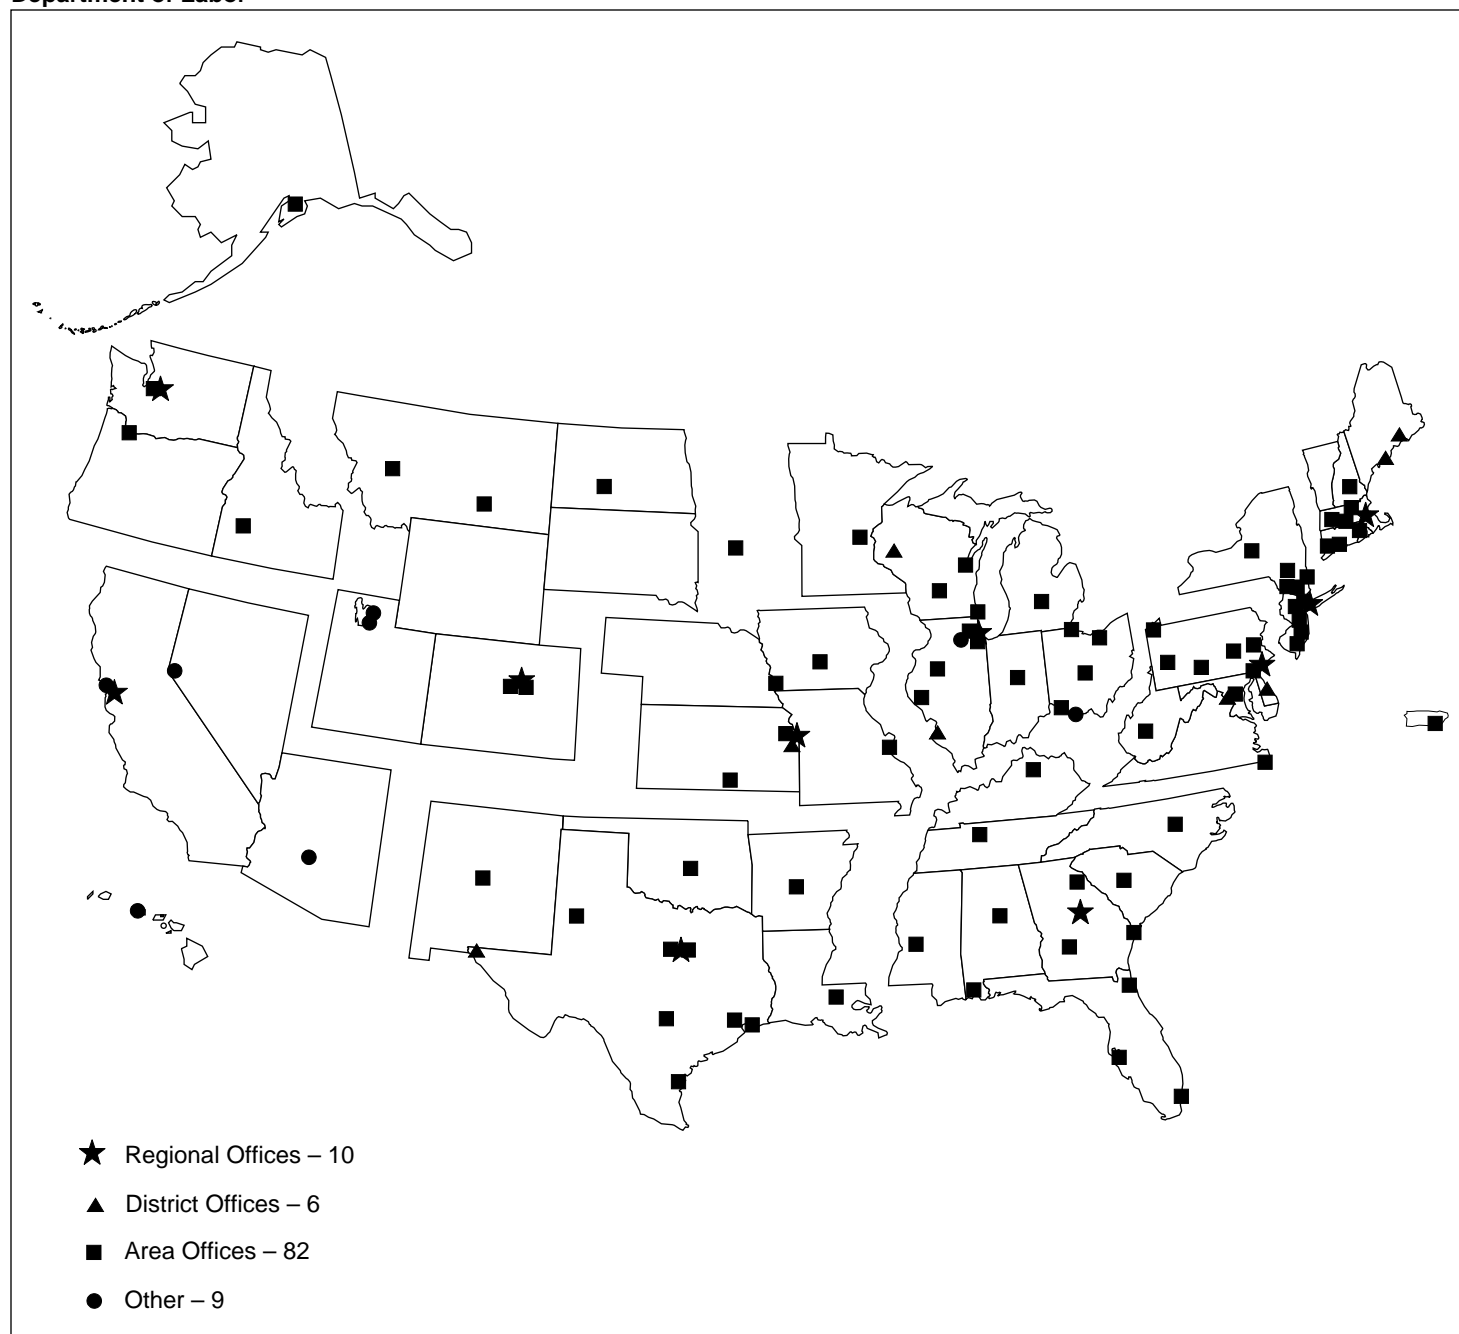 Department of Labor
Regional Offices – 10
District Offices – 6
Area Offices – 82
Other – 9